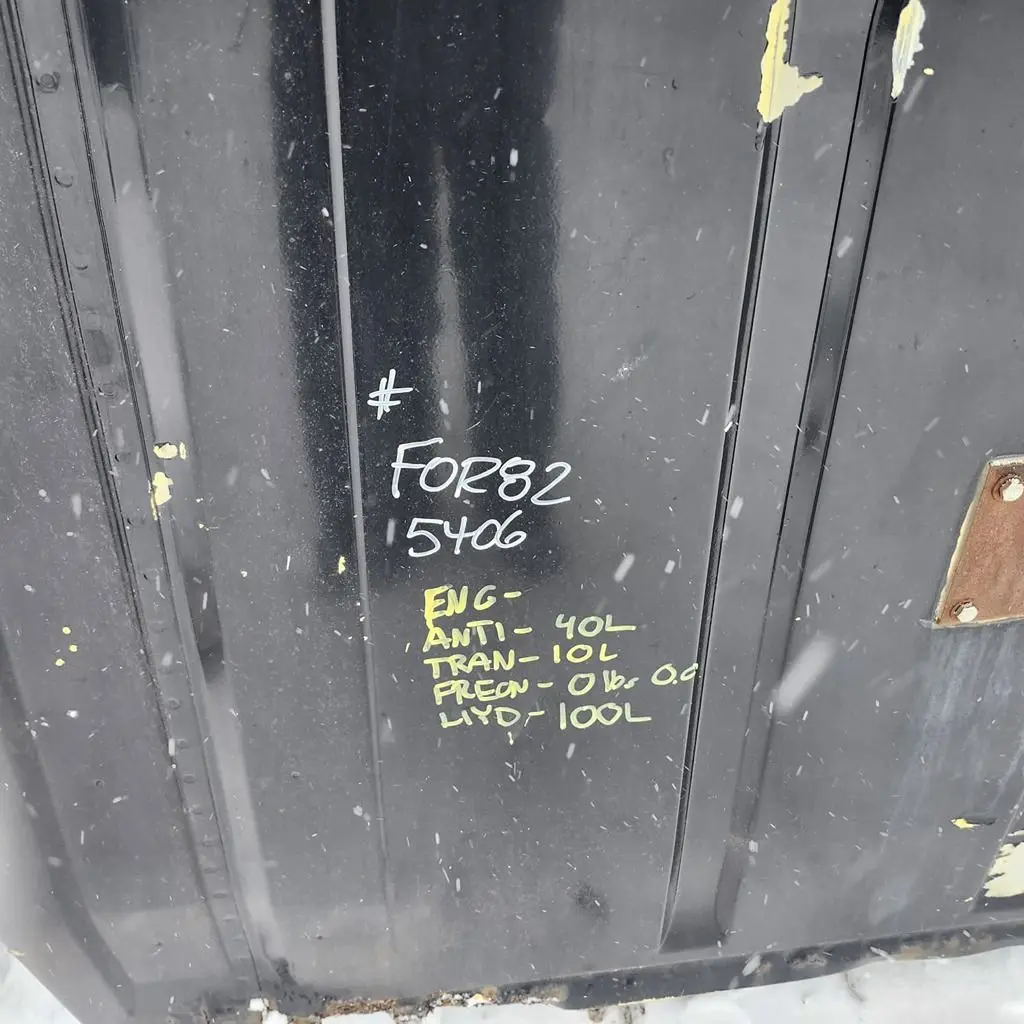 #
FOR82
5406
ENG-
ANTI - 40L
TRAN - 10L
FREON - 0 lbs 0.0
HYD - 100L